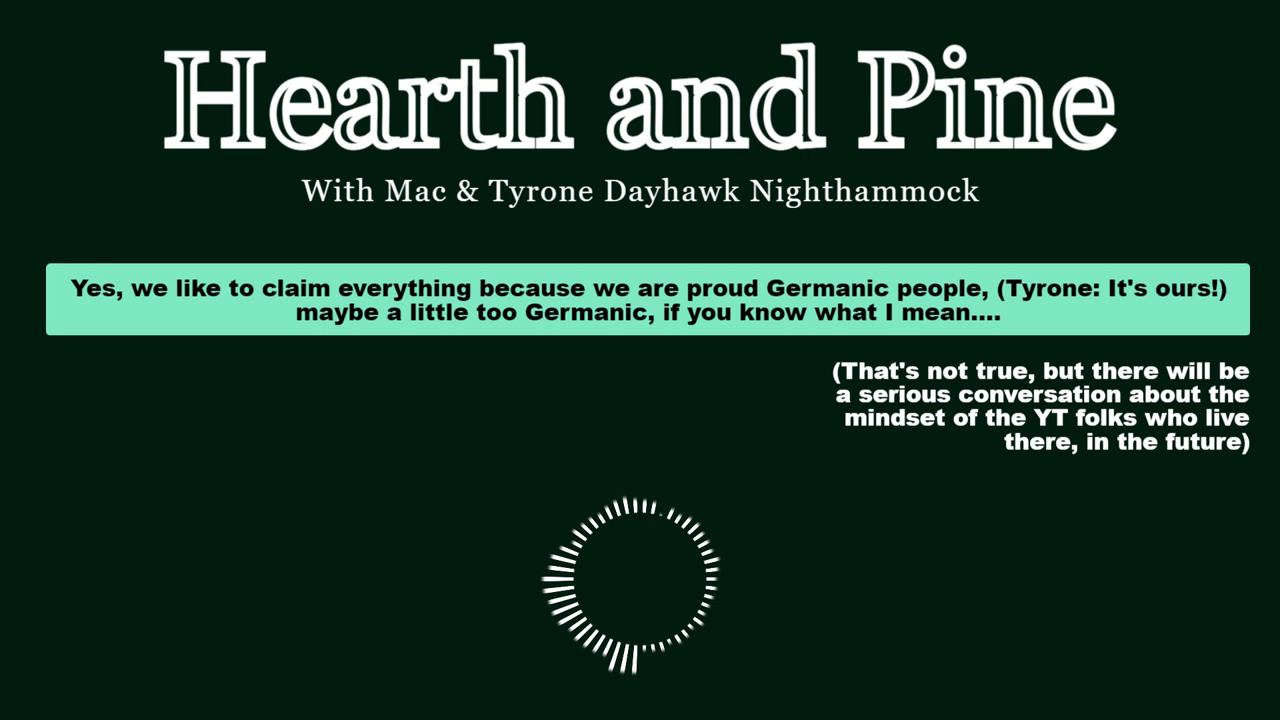 Hearth and Pine
With Mac & Tyrone Dayhawk Nighthammock
Yes, we like to claim everything because we are proud Germanic people, (Tyrone: It's ours!)
maybe a little too Germanic, if you know what I mean....
(That's not true, but there will be
a serious conversation about the
mindset of the YT folks who live
there, in the future)